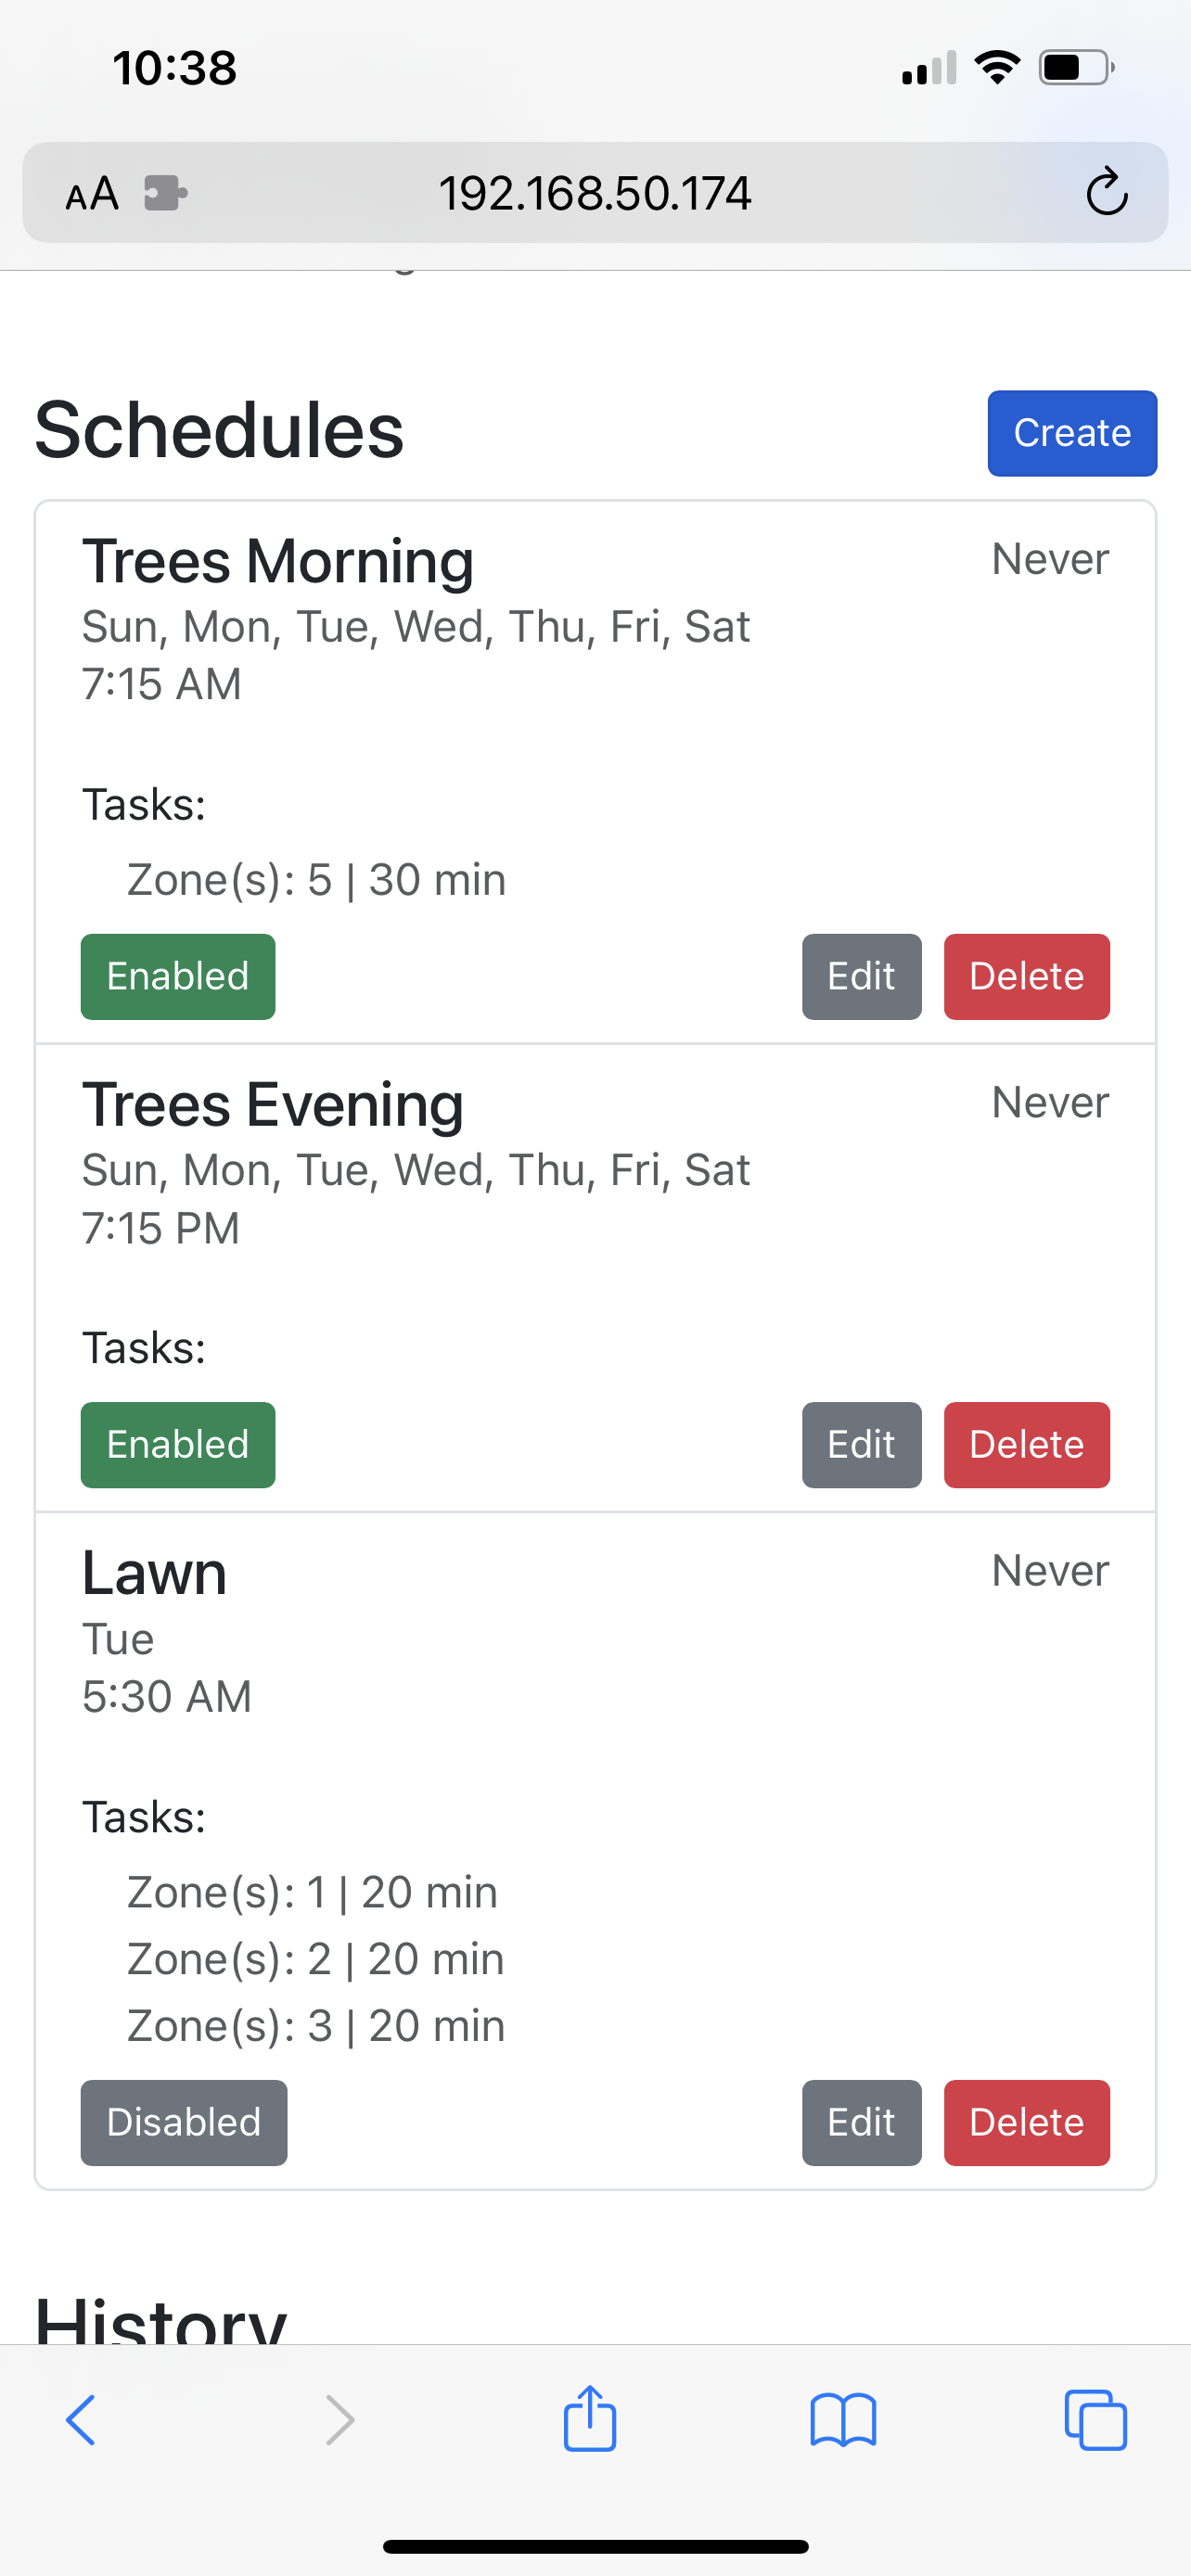 10:38
AA 192.168.50.174
Schedules
Create
Trees Morning
Never
Sun, Mon, Tue, Wed, Thu, Fri, Sat
7:15 AM
Tasks:
Zone(s): 5 | 30 min
Enabled
Edit
Delete
Trees Evening
Never
Sun, Mon, Tue, Wed, Thu, Fri, Sat
7:15 PM
Tasks:
Enabled
Edit
Delete
Lawn
Never
Tue
5:30 AM
Tasks:
Zone(s): 1 | 20 min
Zone(s): 2 | 20 min
Zone(s): 3 | 20 min
Disabled
Edit
Delete
History